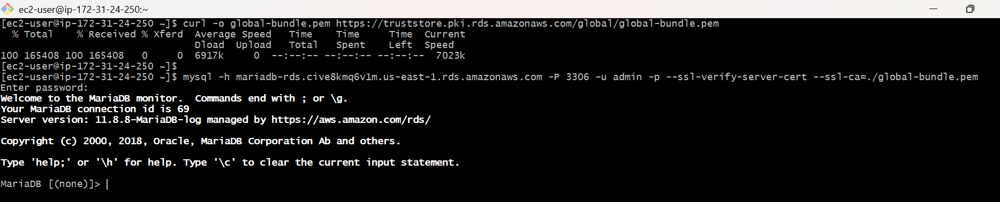 ec2-user@ip-172-31-24-250:~
[ec2-user@ip-172-31-24-250 ~]$ curl -o global-bundle.pem https://truststore.pki.rds.amazonaws.com/global/global-bundle.pem
  % Total    % Received % Xferd  Average Speed   Time    Time     Time  Current
                                 Dload  Upload   Total   Spent    Left  Speed
100 165408 100 165408   0     0  6917k     0  --:--:-- --:--:-- --:--:--  7023k
[ec2-user@ip-172-31-24-250 ~]$
[ec2-user@ip-172-31-24-250 ~]$ mysql -h mariadb-rds.cive8kmq6v1m.us-east-1.rds.amazonaws.com -P 3306 -u admin -p --ssl-verify-server-cert --ssl-ca=./global-bundle.pem
Enter password:
Welcome to the MariaDB monitor.  Commands end with ; or \g.
Your MariaDB connection id is 69
Server version: 11.8.8-MariaDB-log managed by https://aws.amazon.com/rds/
Copyright (c) 2000, 2018, Oracle, MariaDB Corporation Ab and others.
Type 'help;' or '\h' for help. Type '\c' to clear the current input statement.
MariaDB [(none)]>